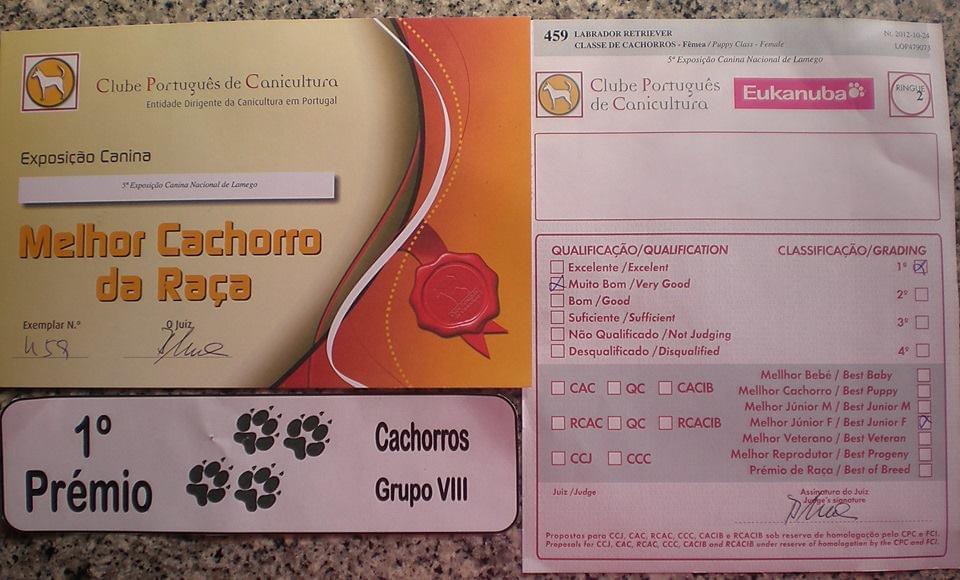 Clube Português de Canicultura
Entidade Dirigente da Canicultura em Portugal
Exposição Canina
5ª Exposição Canina Nacional de Lamego
Melhor Cachorro
da Raça
Exemplar N.º
O Juiz
459
1º
Prémio
Cachorros
Grupo VIII
459 LABRADOR RETRIEVER
CLASSE DE CACHORROS - Fêmea / Puppy Class - Female
Nt. 2012-10-24
LOP479073
5ª Exposição Canina Nacional de Lamego
Clube Português
de Canicultura
Eukanuba
RINGUE
2
QUALIFICAÇÃO/QUALIFICATION
Excelente /Excelent
Muito Bom /Very Good
Bom /Good
Suficiente /Sufficient
Não Qualificado /Not Judging
Desqualificado /Disqualified
CLASSIFICAÇÃO/GRADING
1º
2º
3º
4º
CAC QC CACIB
RCAC QC RCACIB
CCJ CCC
Mellhor Bebé / Best Baby
Mellhor Cachorro / Best Puppy
Melhor Júnior M / Best Junior M
Melhor Júnior F / Best Junior F
Melhor Veterano / Best Veteran
Melhor Reprodutor / Best Progeny
Prémio de Raça / Best of Breed
Juiz /Judge
Assinatura do Juiz
Judge's signature
Propostas para CCJ, CAC, RCAC, CCC, CACIB e RCACIB sob reserva de homologação pelo CPC e FCI.
Proposals for CCJ, CAC, RCAC, CCC, CACIB and RCACIB under reserve of homologation by the CPC and FCI.